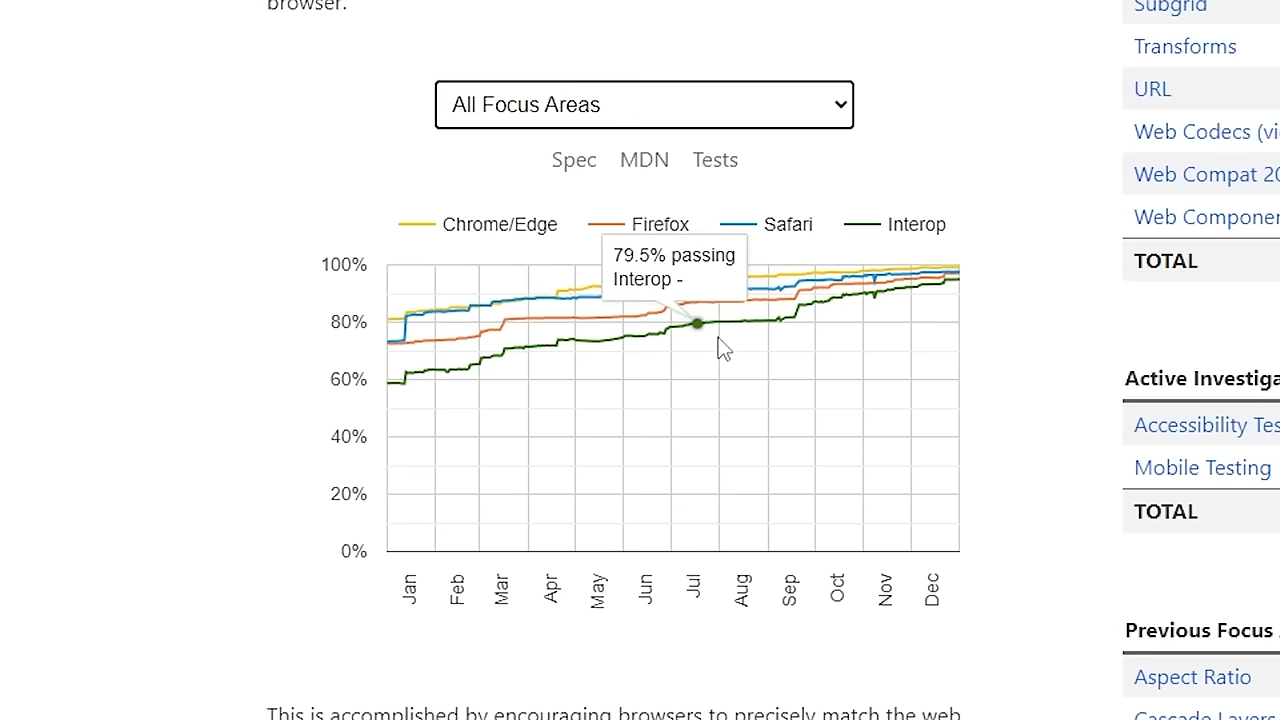 browser.
All Focus Areas
Spec MDN Tests
Chrome/Edge Firefox Safari Interop
79.5% passing
Interop -
100%
80%
60%
40%
20%
0%
Jan Feb Mar Apr May Jun Jul Aug Sep Oct Nov Dec
This is accomplished by encouraging browsers to precisely match the web
Subgrid
Transforms
URL
Web Codecs (vi
Web Compat 20
Web Componen
TOTAL
Active Investiga
Accessibility Tes
Mobile Testing
TOTAL
Previous Focus
Aspect Ratio
Cascade Layers